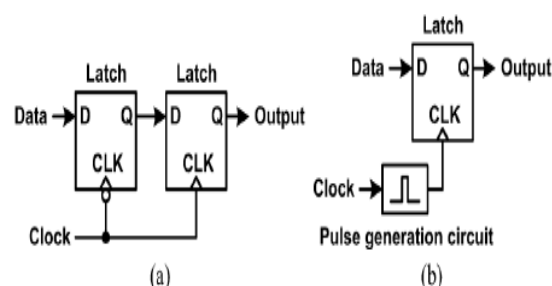 Latch Latch
Data D Q D Q Output
CLK CLK
Clock
(a)
Latch
Data D Q Output
CLK
Clock
Pulse generation circuit
(b)